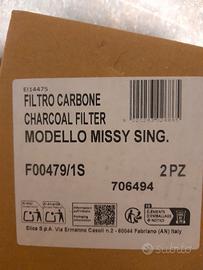 EI14475
FILTRO CARBONE
CHARCOAL FILTER
MODELLO MISSY SING.
F00479/1S
2 PZ
706494
Elica S.p.A. Via Ermanno Casoli n.2 - 60044 Fabriano (AN) Italy
subito